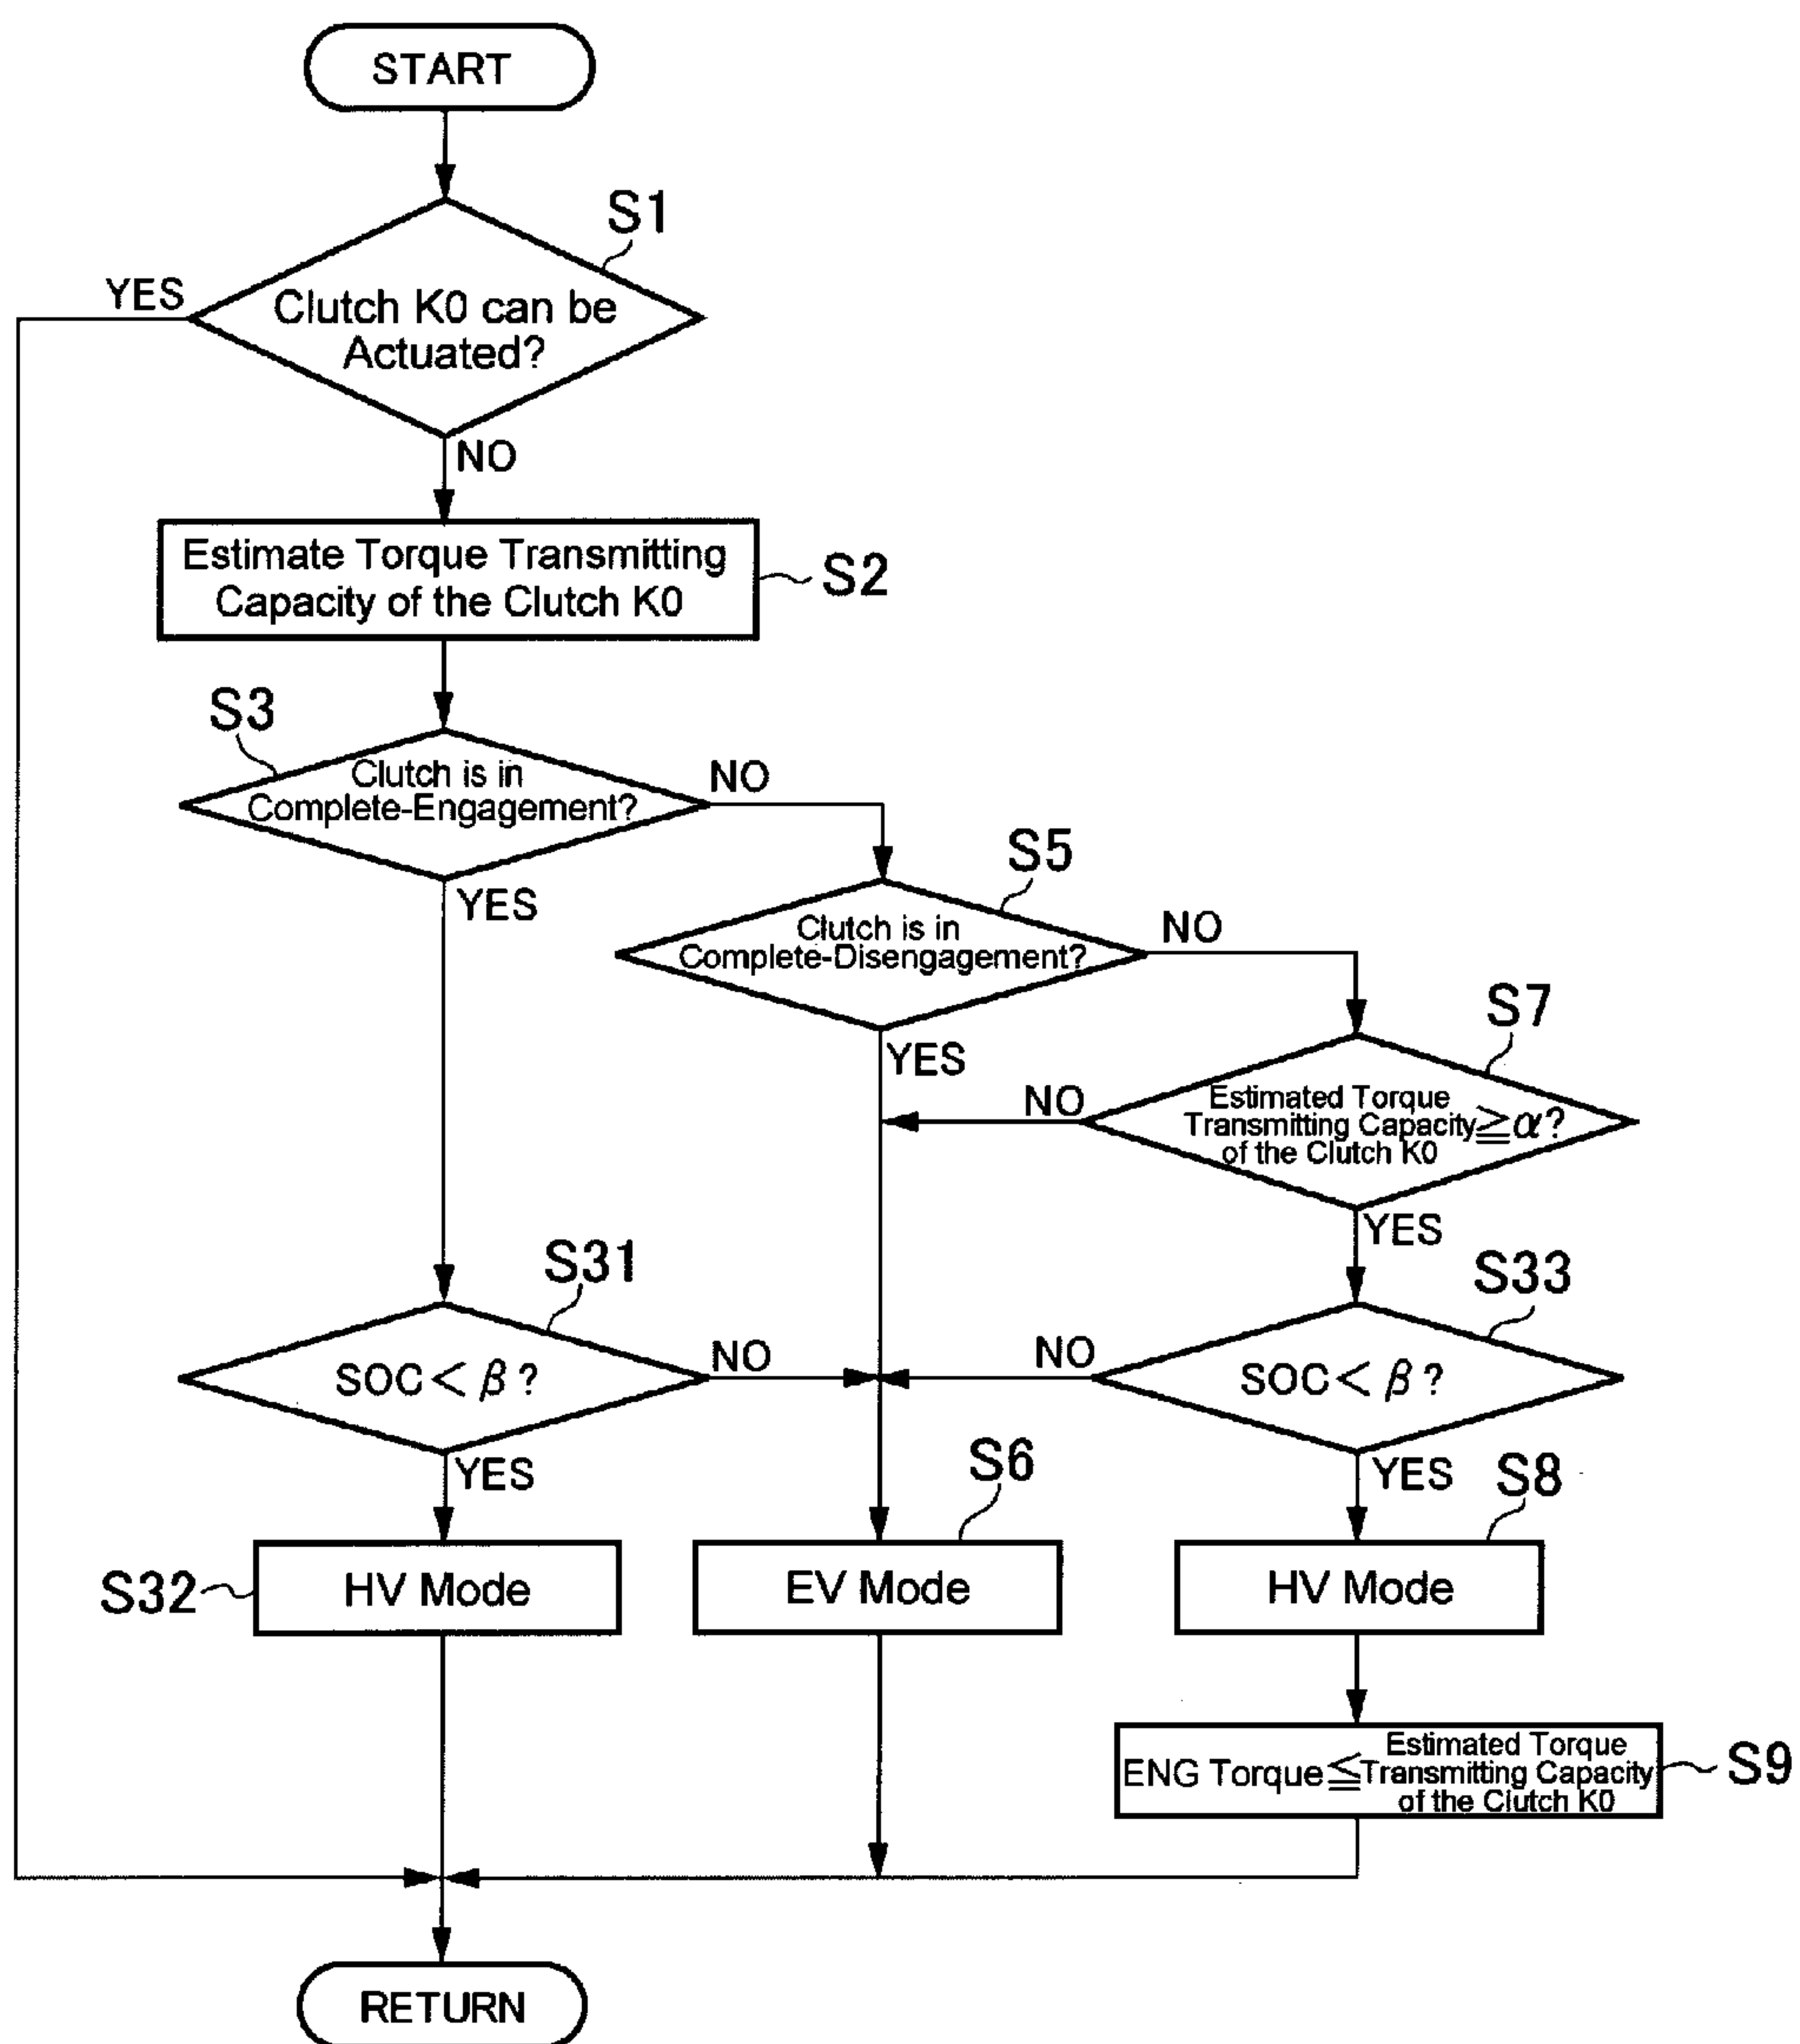 START
S1
YES
Clutch K0 can be
Actuated?
NO
Estimate Torque Transmitting
Capacity of the Clutch K0
S2
S3
Clutch is in
Complete-Engagement?
NO
YES
S5
Clutch is in
Complete-Disengagement?
NO
YES
S7
Estimated Torque
Transmitting Capacity≧α?
of the Clutch K0
NO
YES
S31
SOC<β?
NO
YES
S33
SOC<β?
NO
YES
S32
HV Mode
S6
EV Mode
S8
HV Mode
Estimated Torque
ENG Torque≦Transmitting Capacity
of the Clutch K0
S9
RETURN